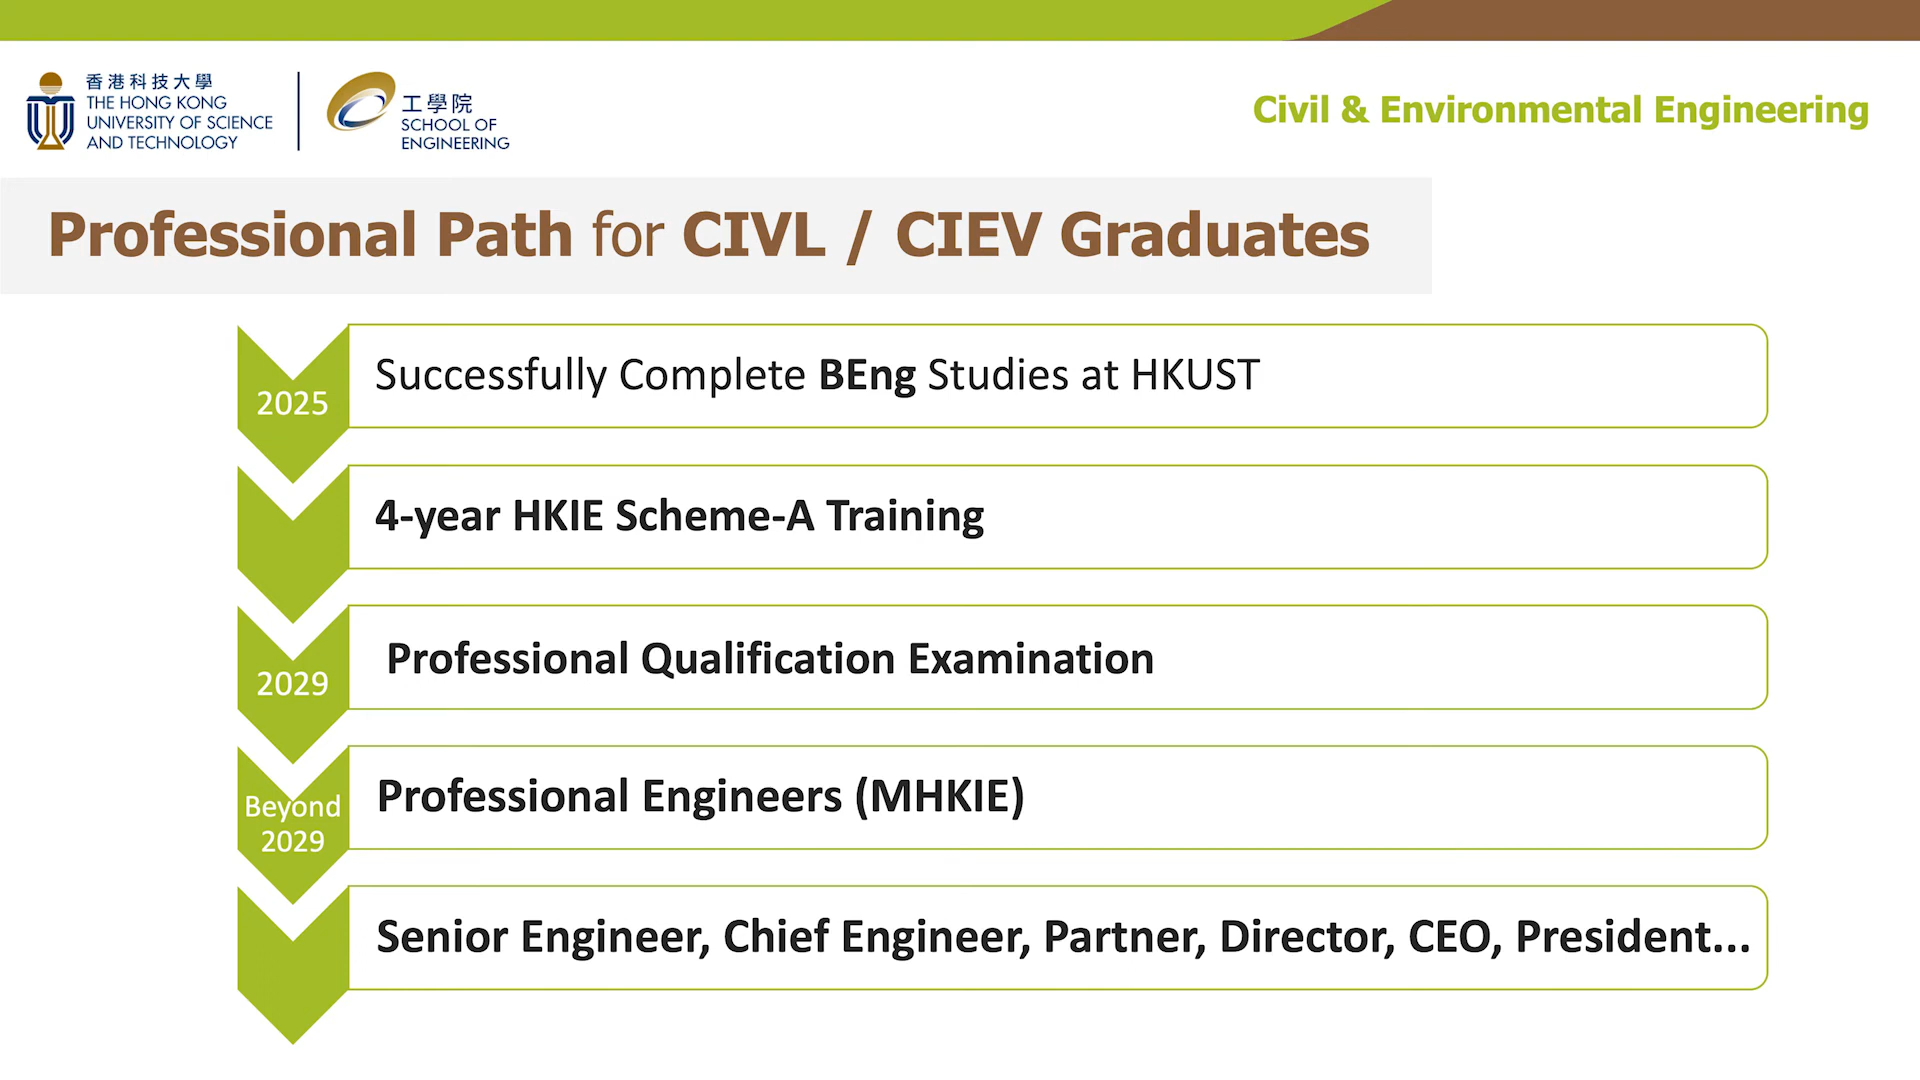 香港科技大學
THE HONG KONG
UNIVERSITY OF SCIENCE
AND TECHNOLOGY
工學院
SCHOOL OF
ENGINEERING
Civil & Environmental Engineering
Professional Path for CIVL / CIEV Graduates
2025
Successfully Complete BEng Studies at HKUST
4-year HKIE Scheme-A Training
2029
Professional Qualification Examination
Beyond
2029
Professional Engineers (MHKIE)
Senior Engineer, Chief Engineer, Partner, Director, CEO, President...